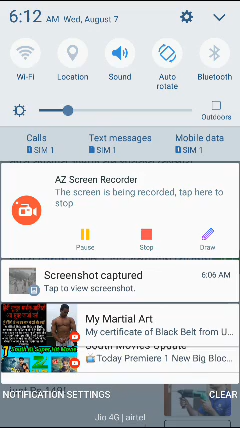 6:12 AM Wed, August 7
Wi-Fi
Location
Sound
Auto rotate
Bluetooth
Outdoors
Calls
SIM 1
Text messages
SIM 1
Mobile data
SIM 1
AZ Screen Recorder
The screen is being recorded, tap here to
stop
Pause
Stop
Draw
Screenshot captured
6:06 AM
Tap to view screenshot.
My Martial Art
My certificate of Black Belt from U...
South Movies Update
Today Premiere 1 New Big Bloc...
NOTIFICATION SETTINGS
CLEAR
Jio 4G | airtel